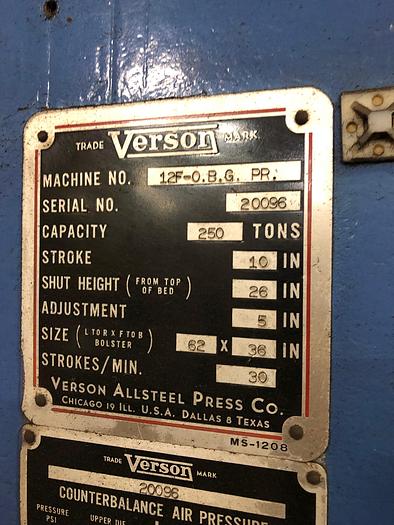 TRADE Verson MARK
MACHINE NO. 12F-O.B.G. PR.
SERIAL NO. 20096
CAPACITY 250 TONS
STROKE 10 IN
SHUT HEIGHT (FROM TOP OF BED) 26 IN
ADJUSTMENT 5 IN
SIZE (L TO R X F TO B BOLSTER) 62 X 36 IN
STROKES/MIN. 30
VERSON ALLSTEEL PRESS CO.
CHICAGO 19 ILL. U.S.A. DALLAS 8 TEXAS
MS-1208
TRADE Verson MARK
20096
COUNTERBALANCE AIR PRESSURE
PRESSURE UPPER DIE
PSI